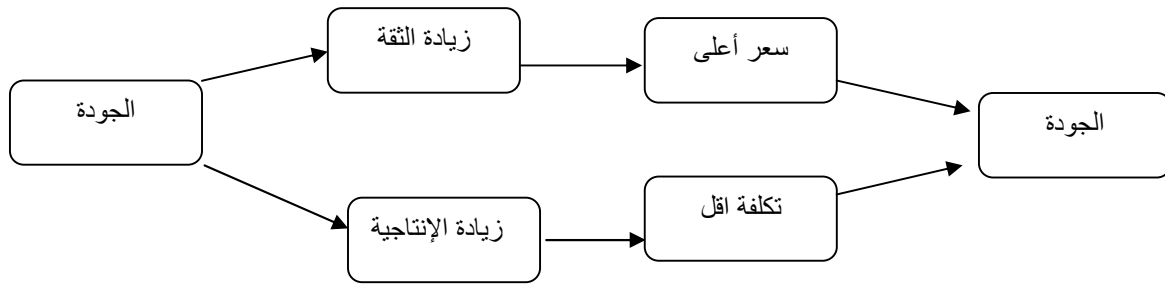 زيادة الثقة
سعر أعلى
الجودة
الجودة
زيادة الإنتاجية
تكلفة اقل